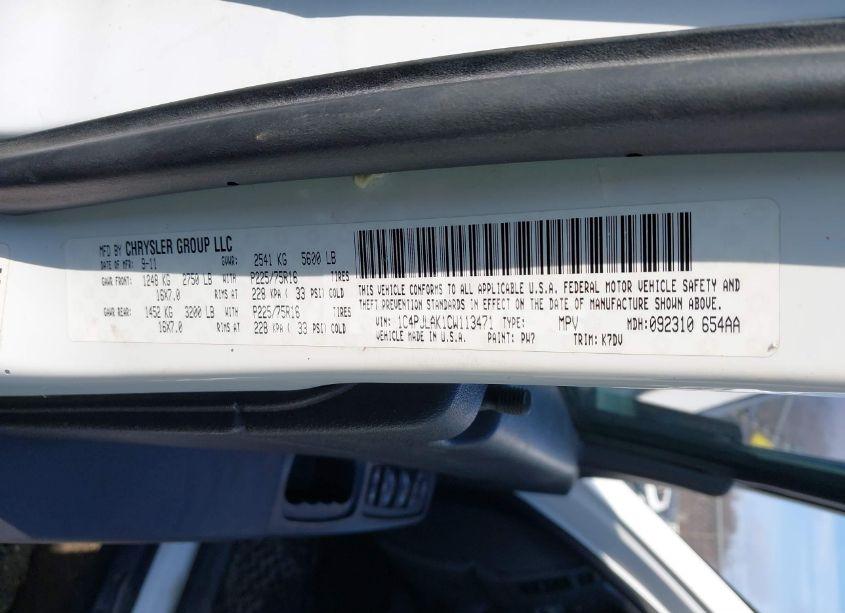 MFD BY CHRYSLER GROUP LLC
DATE OF MFR: 9-11 GVWR: 2541 KG 5600 LB
GAWR FRONT: 1248 KG 2750 LB WITH P225/75R16 TIRES
16X7.0 RIMS AT 228 KPA ( 33 PSI) COLD
GAWR REAR: 1452 KG 3200 LB WITH P225/75R16 TIRES
16X7.0 RIMS AT 228 KPA ( 33 PSI) COLD
THIS VEHICLE CONFORMS TO ALL APPLICABLE U.S.A. FEDERAL MOTOR VEHICLE SAFETY AND
THEFT PREVENTION STANDARDS IN EFFECT ON THE DATE OF MANUFACTURE SHOWN ABOVE.
VIN: 1C4PJLAK1CW113471 TYPE: MPV MDH:092310 654AA
VEHICLE MADE IN U.S.A. PAINT: PW7 TRIM: K7DV